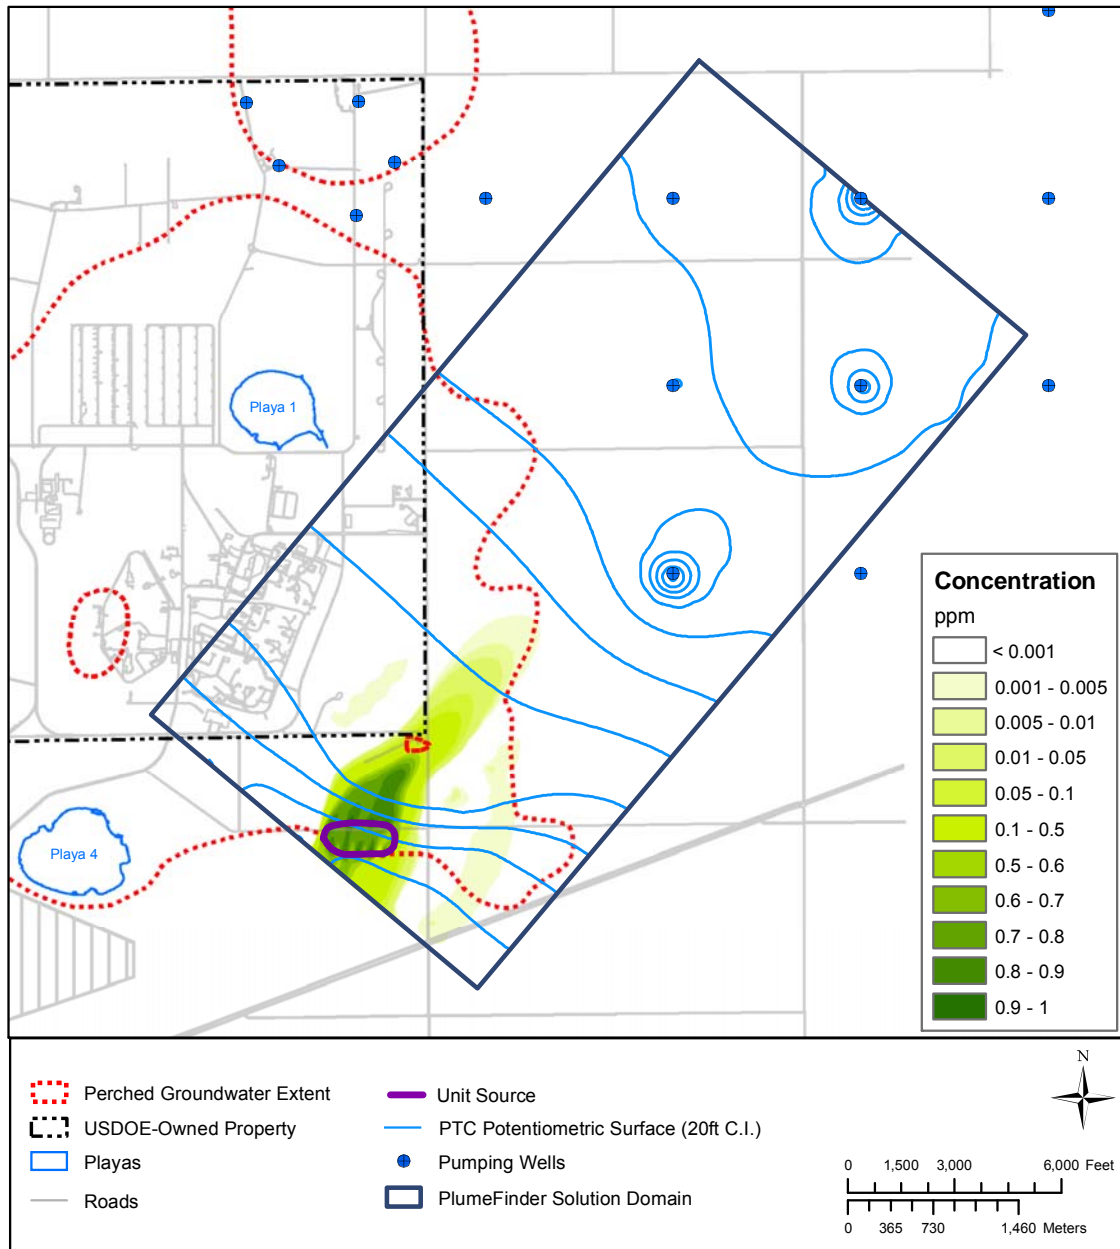 Playa 1
Playa 4
Concentration
ppm
< 0.001
0.001 - 0.005
0.005 - 0.01
0.01 - 0.05
0.05 - 0.1
0.1 - 0.5
0.5 - 0.6
0.6 - 0.7
0.7 - 0.8
0.8 - 0.9
0.9 - 1
Perched Groundwater Extent
USDOE-Owned Property
Playas
Roads
Unit Source
PTC Potentiometric Surface (20ft C.I.)
Pumping Wells
PlumeFinder Solution Domain
N
0 1,500 3,000 6,000 Feet
0 365 730 1,460 Meters